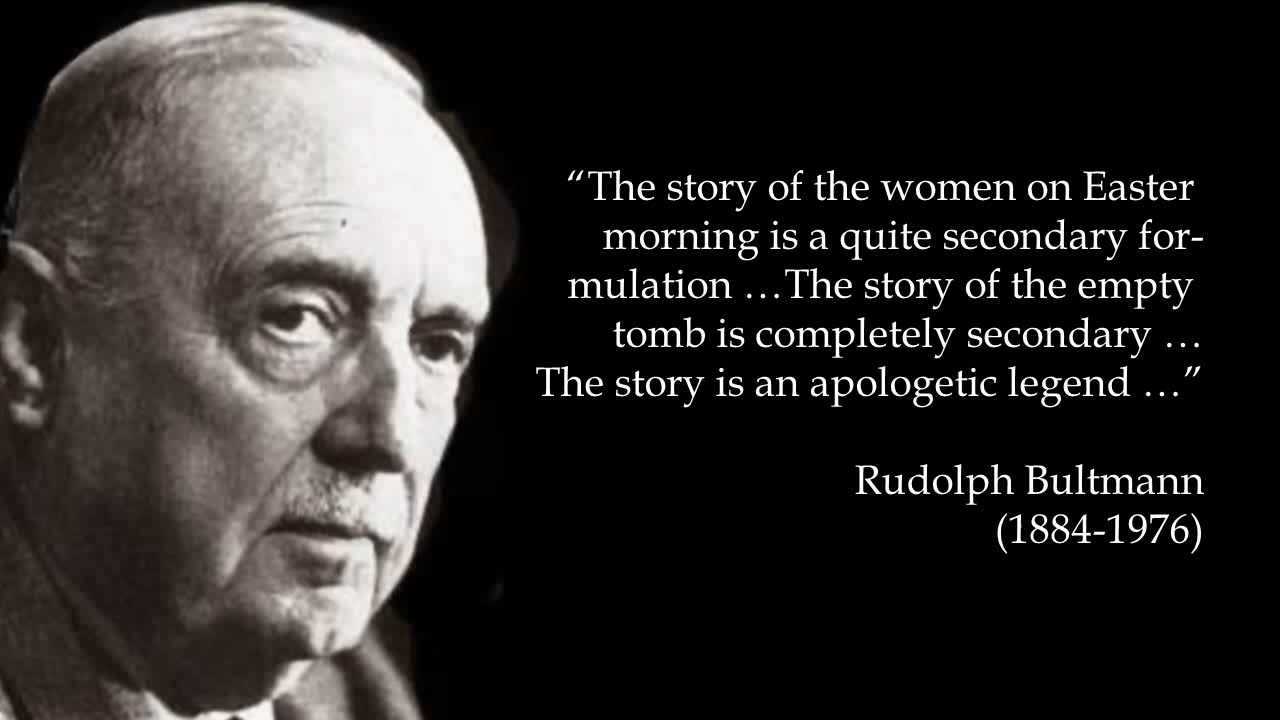 “The story of the women on Easter
morning is a quite secondary for-
mulation …The story of the empty
tomb is completely secondary …
The story is an apologetic legend …”
Rudolph Bultmann
(1884-1976)